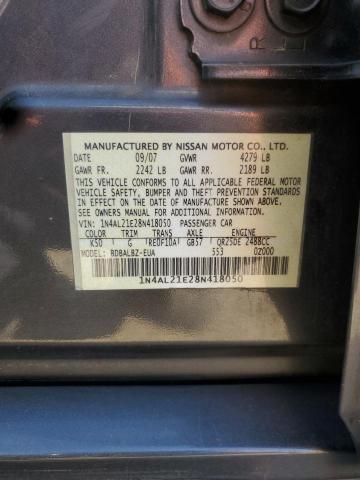 R L
MANUFACTURED BY NISSAN MOTOR CO., LTD.
DATE 09/07 GVWR 4279 LB
GAWR FR. 2242 LB GAWR RR. 2189 LB
THIS VEHICLE CONFORMS TO ALL APPLICABLE FEDERAL MOTOR
VEHICLE SAFETY, BUMPER AND THEFT PREVENTION STANDARDS
IN EFFECT ON THE DATE OF MANUFACTURE SHOWN ABOVE.
SEE OWNERS MANUAL FOR ADDITIONAL INFORMATION.
VIN: 1N4AL21E28N418050 PASSENGER CAR
COLOR TRIM TRANS AXLE ENGINE
K50 G RE0F10A GB57 QR25DE 2488CC
MODEL: BDBALBZ-EUA 553 02000
1N4AL21E28N418050